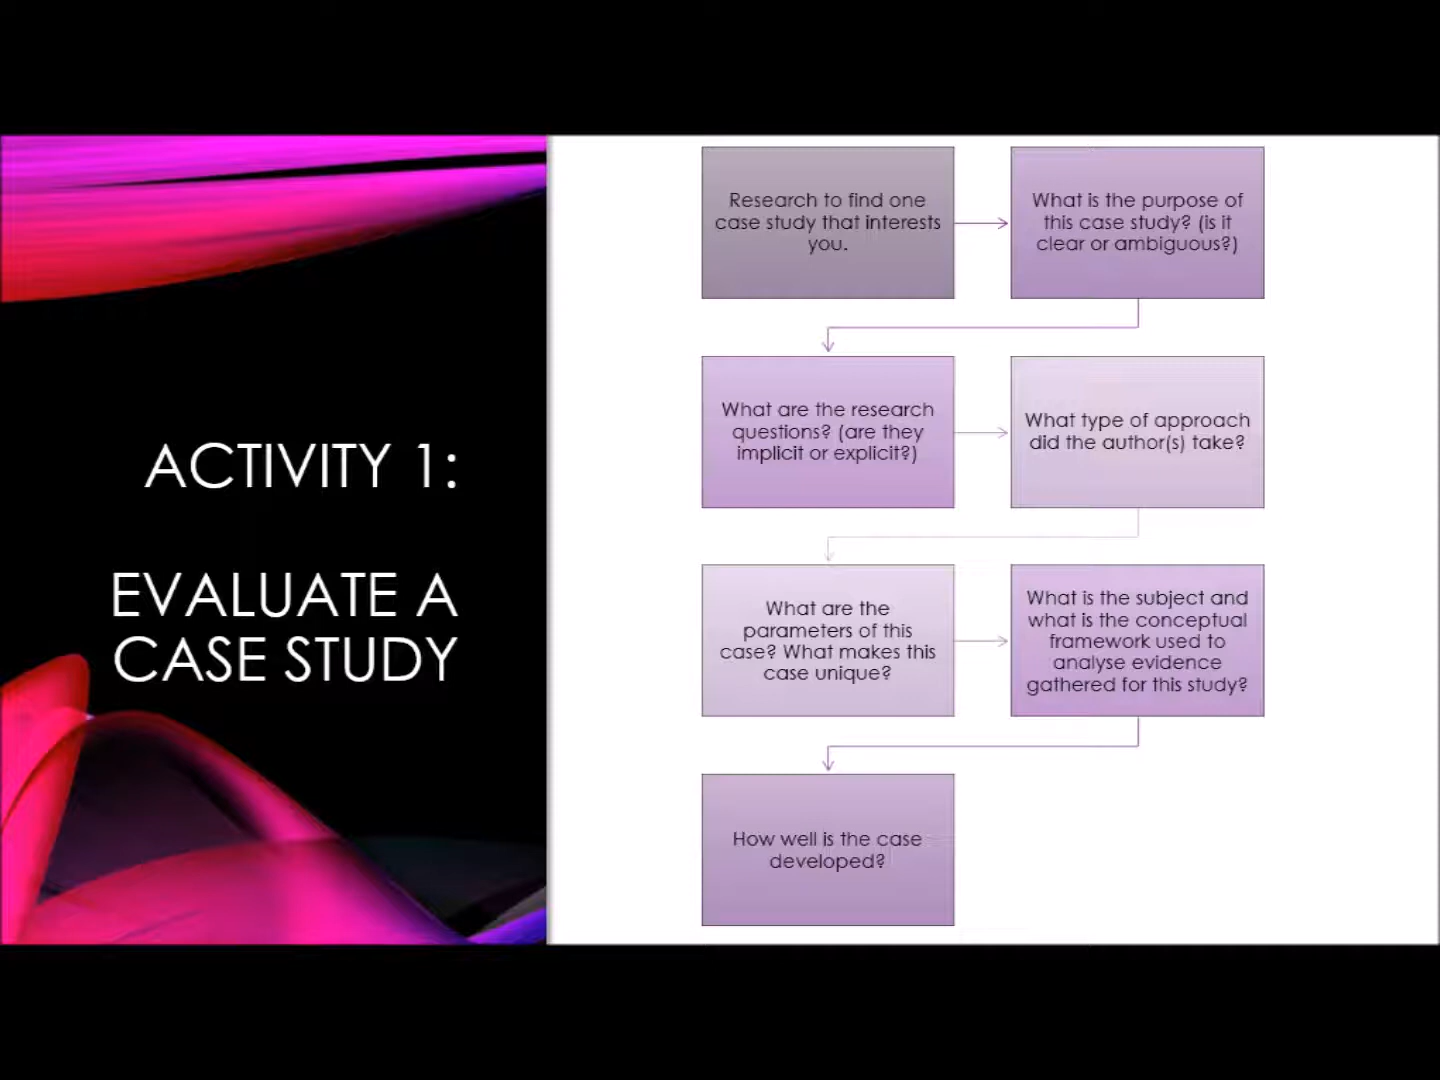 ACTIVITY 1:
EVALUATE A
CASE STUDY
Research to find one
case study that interests
you.
What is the purpose of
this case study? (is it
clear or ambiguous?)
What are the research
questions? (are they
implicit or explicit?)
What type of approach
did the author(s) take?
What are the
parameters of this
case? What makes this
case unique?
What is the subject and
what is the conceptual
framework used to
analyse evidence
gathered for this study?
How well is the case
developed?